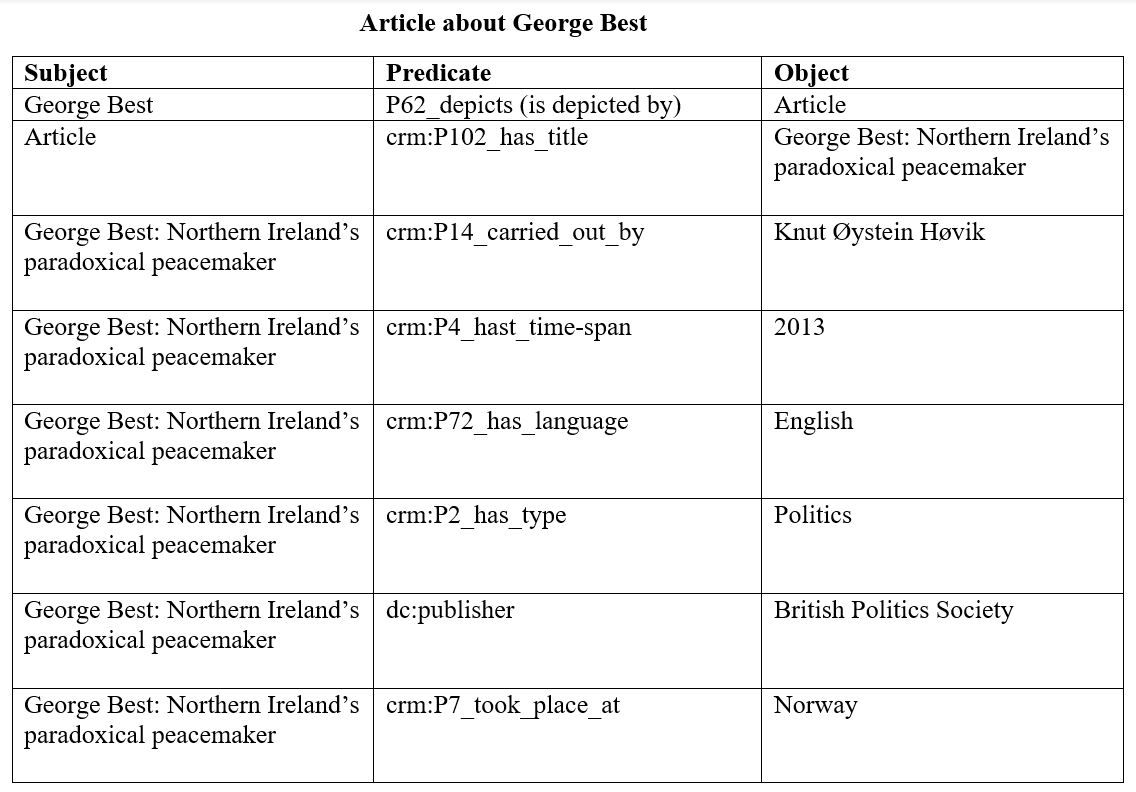 Article about George Best
Subject Predicate Object
George Best P62_depicts (is depicted by) Article
Article crm:P102_has_title George Best: Northern Ireland’s
paradoxical peacemaker
George Best: Northern Ireland’s crm:P14_carried_out_by Knut Øystein Høvik
paradoxical peacemaker
George Best: Northern Ireland’s crm:P4_hast_time-span 2013
paradoxical peacemaker
George Best: Northern Ireland’s crm:P72_has_language English
paradoxical peacemaker
George Best: Northern Ireland’s crm:P2_has_type Politics
paradoxical peacemaker
George Best: Northern Ireland’s dc:publisher British Politics Society
paradoxical peacemaker
George Best: Northern Ireland’s crm:P7_took_place_at Norway
paradoxical peacemaker